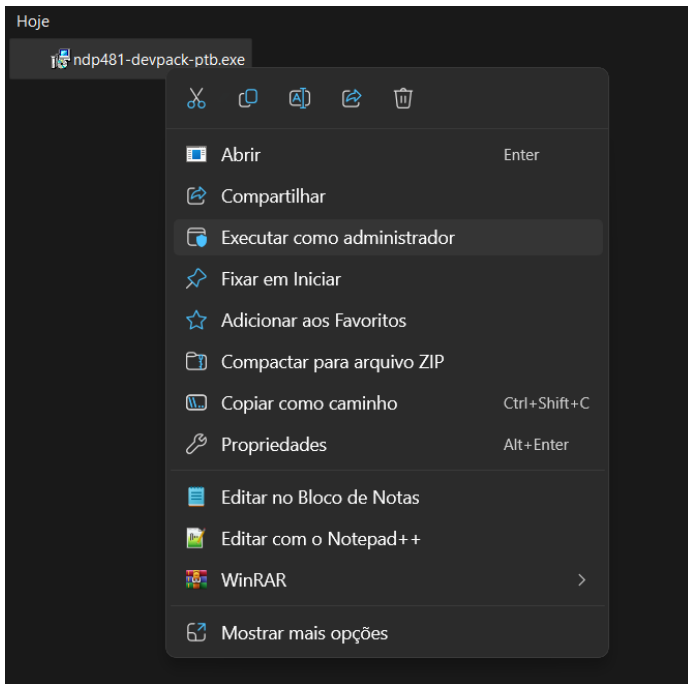 Hoje
ndp481-devpack-ptb.exe
Abrir Enter
Compartilhar
Executar como administrador
Fixar em Iniciar
Adicionar aos Favoritos
Compactar para arquivo ZIP
Copiar como caminho Ctrl+Shift+C
Propriedades Alt+Enter
Editar no Bloco de Notas
Editar com o Notepad++
WinRAR
Mostrar mais opções